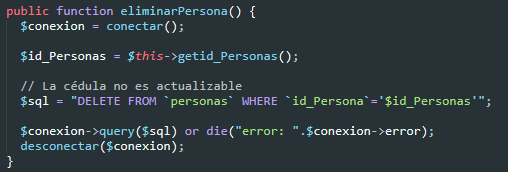 public function eliminarPersona() {
$conexion = conectar();
$id_Personas = $this->getid_Personas();
// La cédula no es actualizable
$sql = "DELETE FROM `personas` WHERE `id_Persona`='$id_Personas'";
$conexion->query($sql) or die("error: ".$conexion->error);
desconectar($conexion);
}